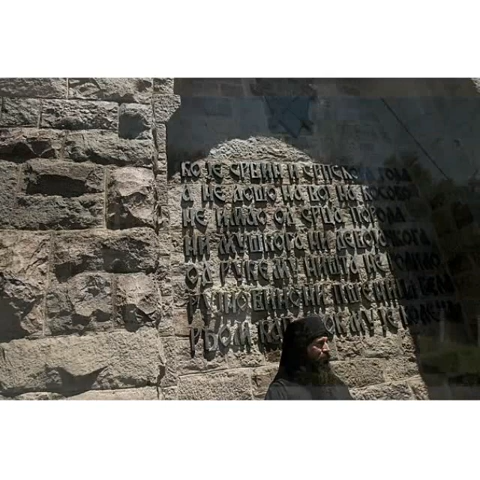 КО ЈЕ СРБИН И СРПСКОГА РОДА
А НЕ ДОШО НА БОЈ НА КОСОВО
НЕ ИМАО ОД СРЦА ПОРОДА
НИ МУШКОГА НИ ДЕВОЈАЧКОГА
ОД РУКЕ МУ НИШТА НЕ РОДИЛО
РУЈНО ВИНО НИ ПШЕНИЦА БЕЛА
РЂОМ